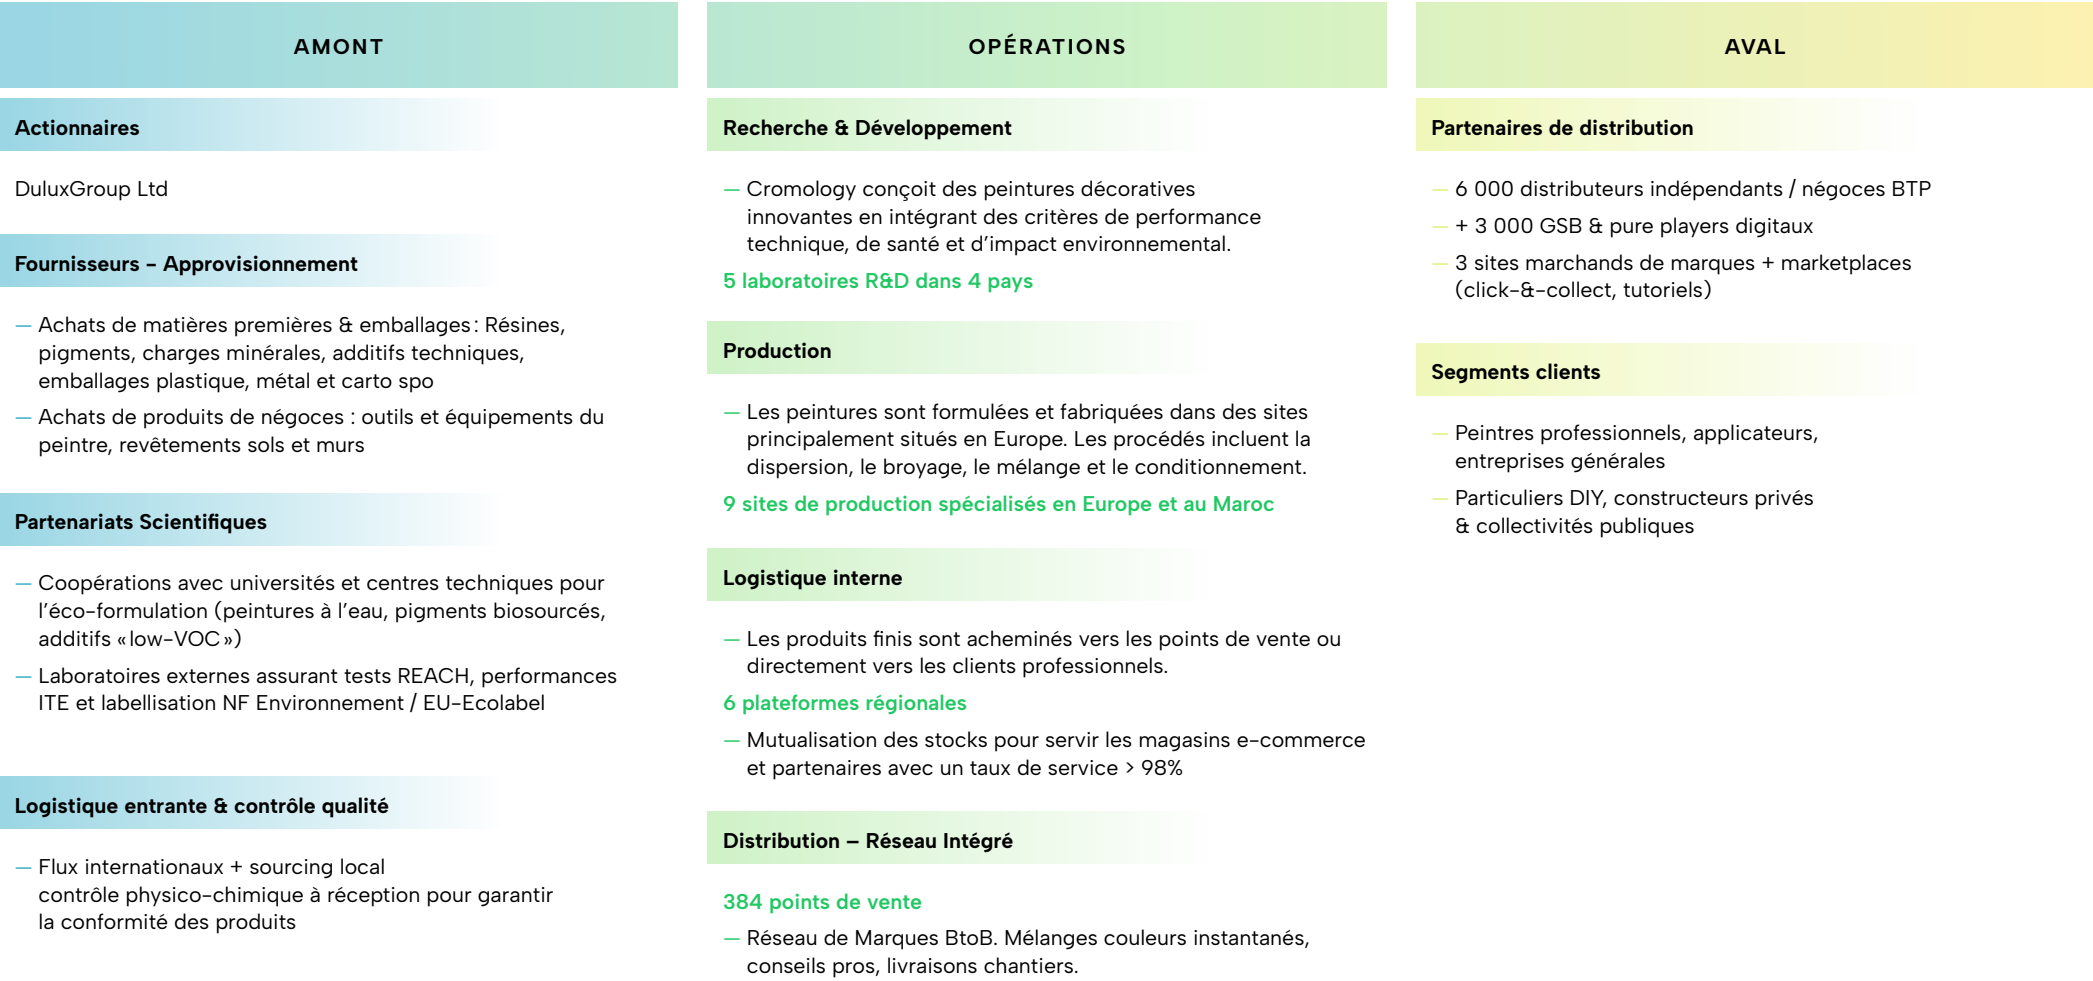 AMONT
Actionnaires
DuluxGroup Ltd
Fournisseurs - Approvisionnement
— Achats de matières premières & emballages : Résines,
pigments, charges minérales, additifs techniques,
emballages plastique, métal et carto spo
— Achats de produits de négoces : outils et équipements du
peintre, revêtements sols et murs
Partenariats Scientifiques
— Coopérations avec universités et centres techniques pour
l'éco-formulation (peintures à l'eau, pigments biosourcés,
additifs « low-VOC »)
— Laboratoires externes assurant tests REACH, performances
ITE et labellisation NF Environnement / EU-Ecolabel
Logistique entrante & contrôle qualité
— Flux internationaux + sourcing local
contrôle physico-chimique à réception pour garantir
la conformité des produits
OPÉRATIONS
Recherche & Développement
— Cromology conçoit des peintures décoratives
innovantes en intégrant des critères de performance
technique, de santé et d'impact environnemental.
5 laboratoires R&D dans 4 pays
Production
— Les peintures sont formulées et fabriquées dans des sites
principalement situés en Europe. Les procédés incluent la
dispersion, le broyage, le mélange et le conditionnement.
9 sites de production spécialisés en Europe et au Maroc
Logistique interne
— Les produits finis sont acheminés vers les points de vente ou
directement vers les clients professionnels.
6 plateformes régionales
— Mutualisation des stocks pour servir les magasins e-commerce
et partenaires avec un taux de service > 98%
Distribution – Réseau Intégré
384 points de vente
— Réseau de Marques BtoB. Mélanges couleurs instantanés,
conseils pros, livraisons chantiers.
AVAL
Partenaires de distribution
— 6 000 distributeurs indépendants / négoces BTP
— + 3 000 GSB & pure players digitaux
— 3 sites marchands de marques + marketplaces
(click-&-collect, tutoriels)
Segments clients
— Peintres professionnels, applicateurs,
entreprises générales
— Particuliers DIY, constructeurs privés
& collectivités publiques